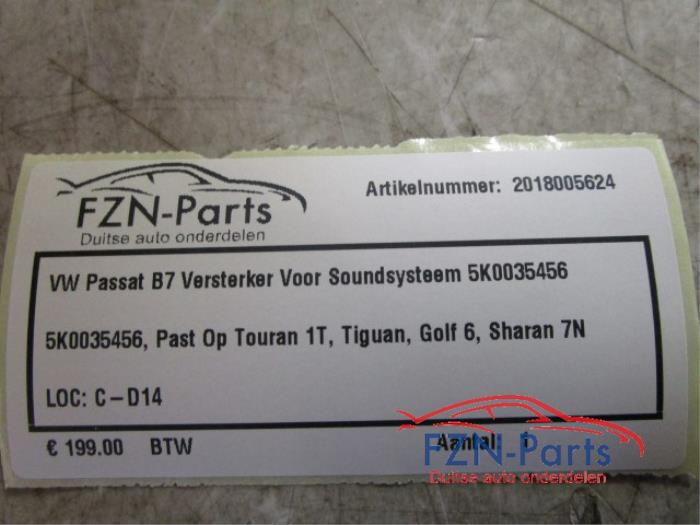 FZN-Parts
Duitse auto onderdelen
Artikelnummer: 2018005624
VW Passat B7 Versterker Voor Soundsysteem 5K0035456
5K0035456, Past Op Touran 1T, Tiguan, Golf 6, Sharan 7N
LOC: C-D14
€ 199.00 BTW
Aantal: 1
FZN-Parts
Duitse auto onderdelen